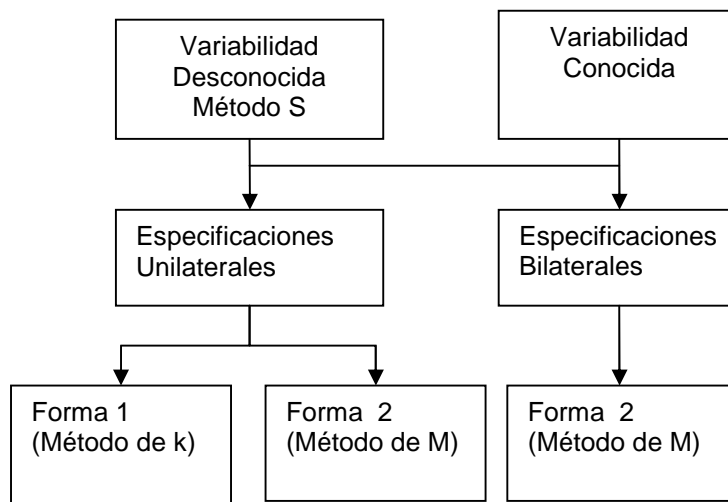 Variabilidad
Desconocida
Método S
Variabilidad
Conocida
Especificaciones
Unilaterales
Especificaciones
Bilaterales
Forma 1
(Método de k)
Forma 2
(Método de M)
Forma 2
(Método de M)